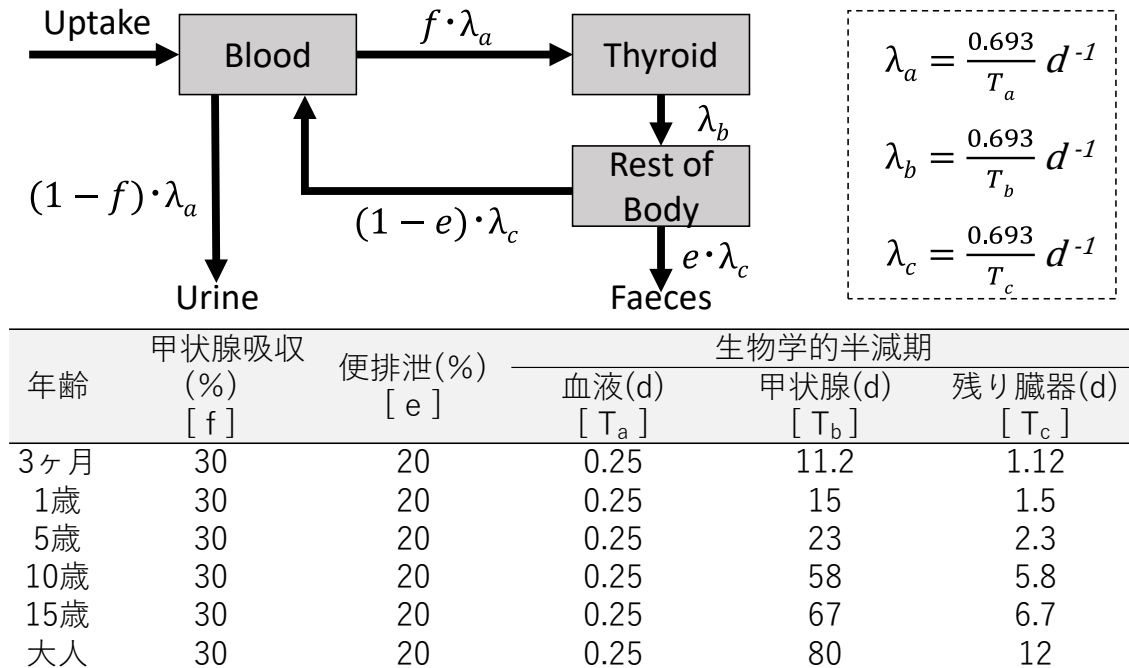 Uptake
Blood
f·λa
Thyroid
λa = 0.693/Ta d⁻¹
λb
λb = 0.693/Tb d⁻¹
Rest of
Body
(1 − f)·λa
(1 − e)·λc
e·λc
λc = 0.693/Tc d⁻¹
Urine
Faeces
年齢 甲状腺吸収(%)[ f ] 便排泄(%)[ e ] 生物学的半減期
血液(d)[ Ta ] 甲状腺(d)[ Tb ] 残り臓器(d)[ Tc ]
3ヶ月 30 20 0.25 11.2 1.12
1歳 30 20 0.25 15 1.5
5歳 30 20 0.25 23 2.3
10歳 30 20 0.25 58 5.8
15歳 30 20 0.25 67 6.7
大人 30 20 0.25 80 12